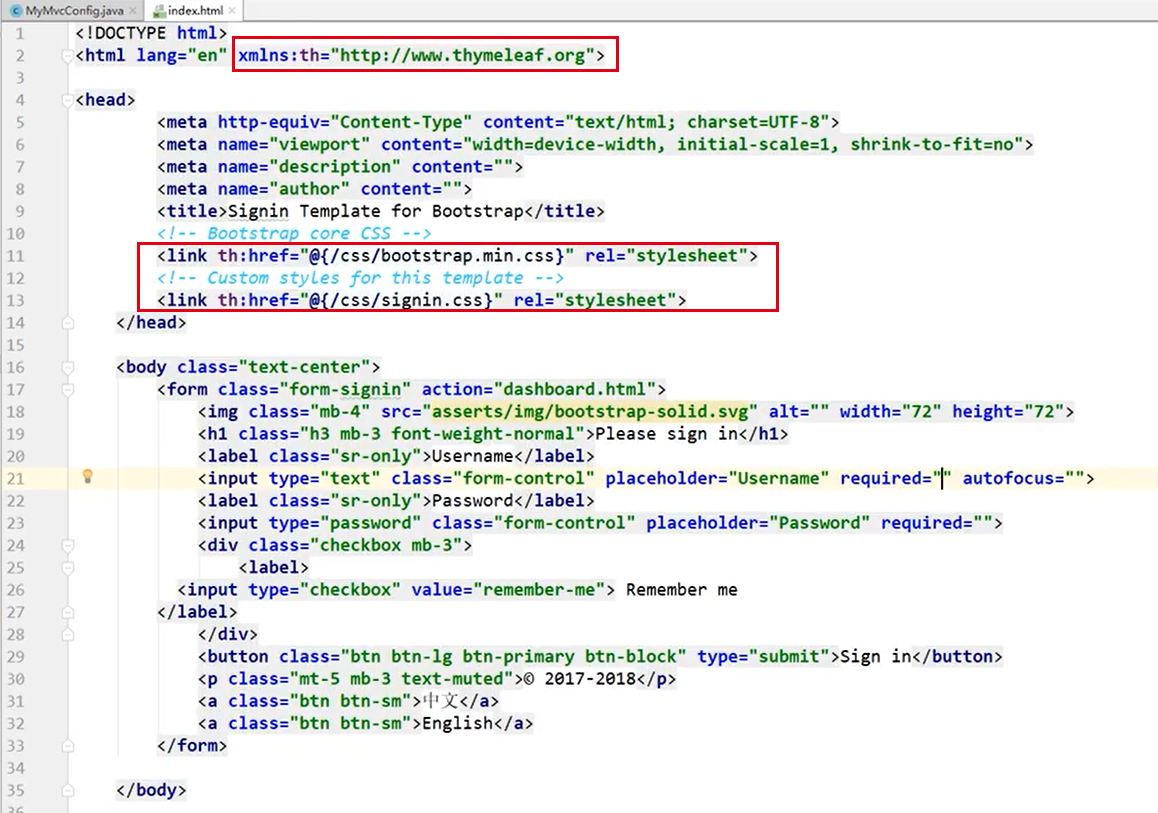 MyMvcConfig.java × index.html ×
1 <!DOCTYPE html>
2 <html lang="en" xmlns:th="http://www.thymeleaf.org">
3
4 <head>
5 <meta http-equiv="Content-Type" content="text/html; charset=UTF-8">
6 <meta name="viewport" content="width=device-width, initial-scale=1, shrink-to-fit=no">
7 <meta name="description" content="">
8 <meta name="author" content="">
9 <title>Signin Template for Bootstrap</title>
10 <!-- Bootstrap core CSS -->
11 <link th:href="@{/css/bootstrap.min.css}" rel="stylesheet">
12 <!-- Custom styles for this template -->
13 <link th:href="@{/css/signin.css}" rel="stylesheet">
14 </head>
15
16 <body class="text-center">
17 <form class="form-signin" action="dashboard.html">
18 <img class="mb-4" src="asserts/img/bootstrap-solid.svg" alt="" width="72" height="72">
19 <h1 class="h3 mb-3 font-weight-normal">Please sign in</h1>
20 <label class="sr-only">Username</label>
21 <input type="text" class="form-control" placeholder="Username" required="" autofocus="">
22 <label class="sr-only">Password</label>
23 <input type="password" class="form-control" placeholder="Password" required="">
24 <div class="checkbox mb-3">
25 <label>
26 <input type="checkbox" value="remember-me"> Remember me
27 </label>
28 </div>
29 <button class="btn btn-lg btn-primary btn-block" type="submit">Sign in</button>
30 <p class="mt-5 mb-3 text-muted">© 2017-2018</p>
31 <a class="btn btn-sm">中文</a>
32 <a class="btn btn-sm">English</a>
33 </form>
34
35 </body>
36